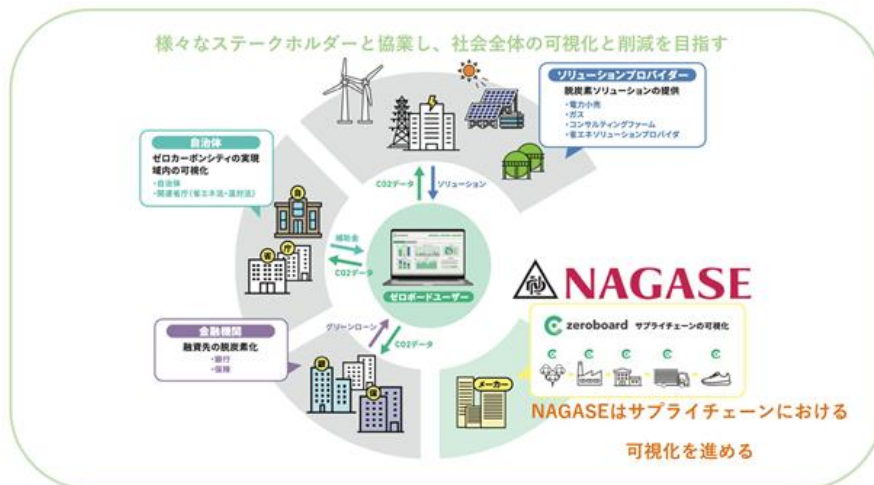 様々なステークホルダーと協業し、社会全体の可視化と削減を目指す
ソリューションプロバイダー
脱炭素ソリューションの提供
・電力小売
・ガス
・コンサルティングファーム
・省エネソリューションプロバイダ
自治体
ゼロカーボンシティの実現
域内の可視化
・自治体
・関連省庁(省エネ法・温対法)
自
省
庁
CO2データ
ソリューション
補助金
CO2データ
ゼロボードユーザー
グリーンローン
CO2データ
金融機関
融資先の脱炭素化
・銀行
・保険
銀
保
NAGASE
zeroboard サプライチェーンの可視化
メーカー
NAGASEはサプライチェーンにおける
可視化を進める